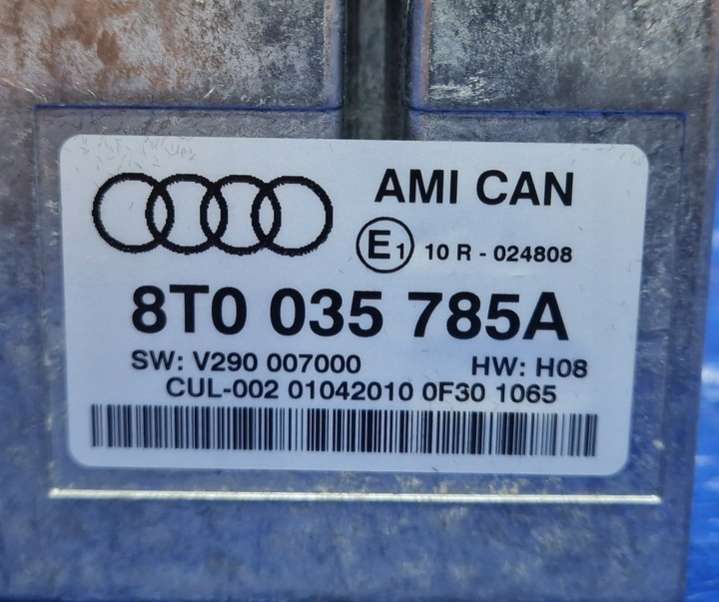 AMI CAN
E1 10 R - 024808
8T0 035 785A
SW: V290 007000 HW: H08
CUL-002 01042010 0F30 1065